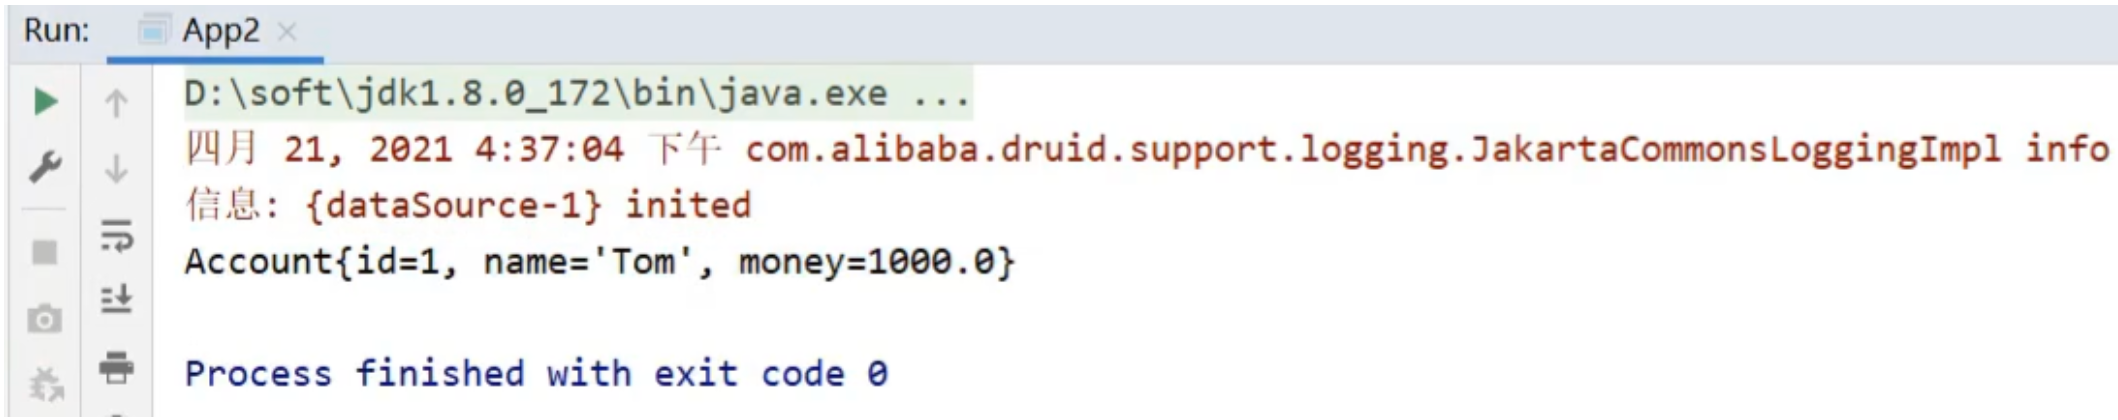 Run: App2
D:\soft\jdk1.8.0_172\bin\java.exe ...
四月 21, 2021 4:37:04 下午 com.alibaba.druid.support.logging.JakartaCommonsLoggingImpl info
信息: {dataSource-1} inited
Account{id=1, name='Tom', money=1000.0}
Process finished with exit code 0